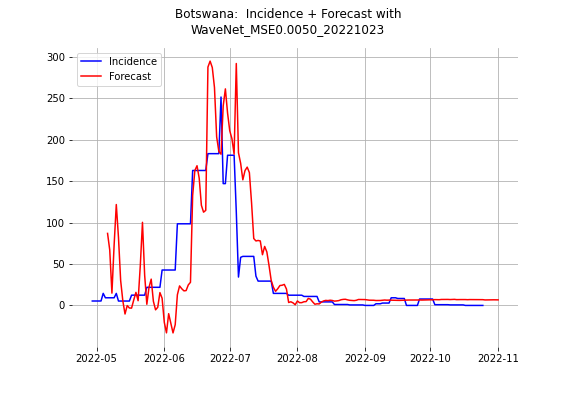 Botswana:  Incidence + Forecast with
WaveNet_MSE0.0050_20221023
Incidence
Forecast
300
250
200
150
100
50
0
2022-05 2022-06 2022-07 2022-08 2022-09 2022-10 2022-11